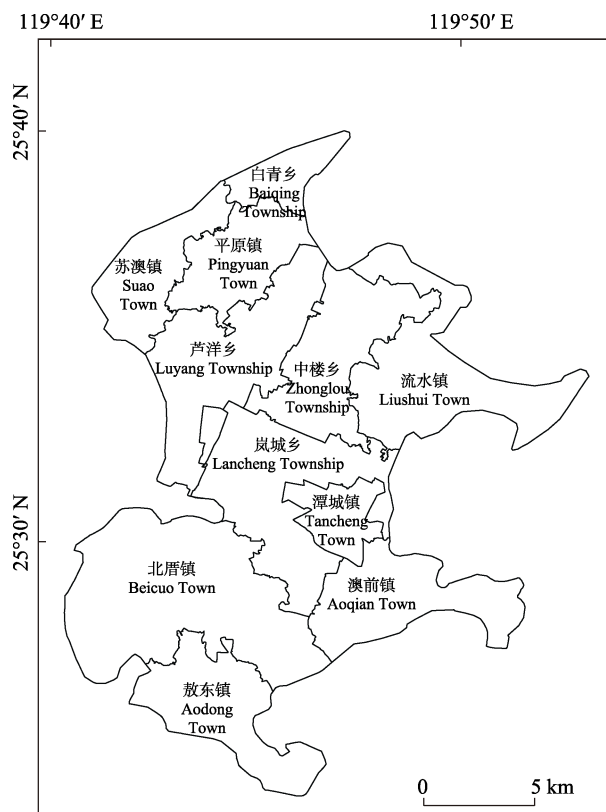 119°40′ E
119°50′ E
25°40′ N
白青乡
Baiqing
Township
平原镇
Pingyuan
Town
苏澳镇
Suao
Town
芦洋乡
Luyang Township
中楼乡
Zhonglou
Township
流水镇
Liushui Town
岚城乡
Lancheng Township
潭城镇
Tancheng
Town
25°30′ N
北厝镇
Beicuo Town
澳前镇
Aoqian Town
敖东镇
Aodong
Town
0
5 km